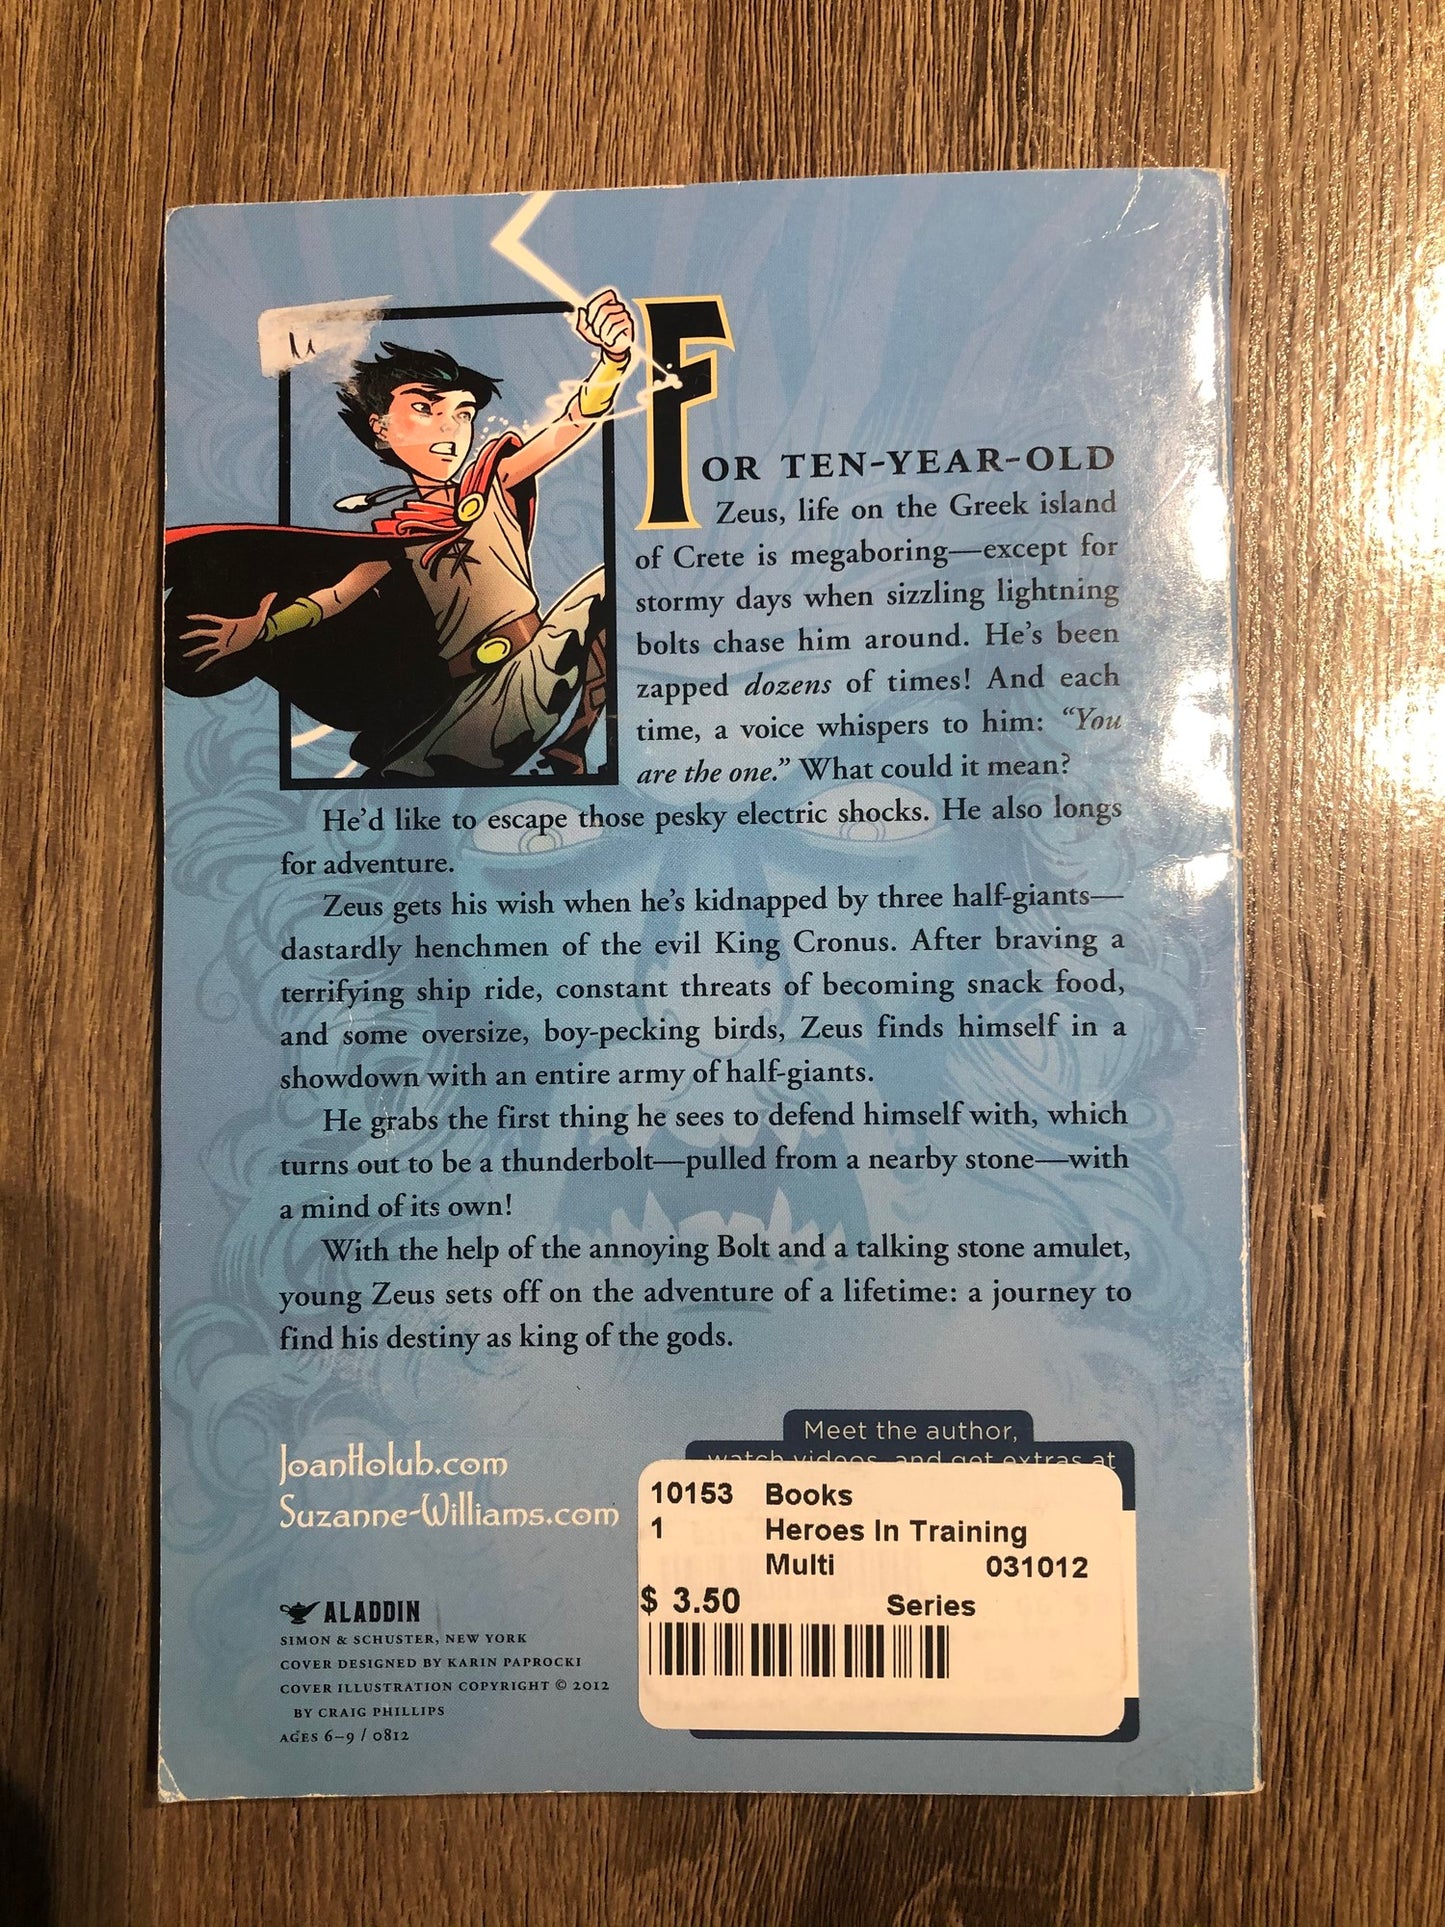 FOR TEN-YEAR-OLD
Zeus, life on the Greek island
of Crete is megaboring—except for
stormy days when sizzling lightning
bolts chase him around. He's been
zapped dozens of times! And each
time, a voice whispers to him: “You
are the one.” What could it mean?
He'd like to escape those pesky electric shocks. He also longs
for adventure.
Zeus gets his wish when he's kidnapped by three half-giants—
dastardly henchmen of the evil King Cronus. After braving a
terrifying ship ride, constant threats of becoming snack food,
and some oversize, boy-pecking birds, Zeus finds himself in a
showdown with an entire army of half-giants.
He grabs the first thing he sees to defend himself with, which
turns out to be a thunderbolt—pulled from a nearby stone—with
a mind of its own!
With the help of the annoying Bolt and a talking stone amulet,
young Zeus sets off on the adventure of a lifetime: a journey to
find his destiny as king of the gods.
JoanHolub.com
Suzanne-Williams.com
ALADDIN
SIMON & SCHUSTER, NEW YORK
COVER DESIGNED BY KARIN PAPROCKI
COVER ILLUSTRATION COPYRIGHT © 2012
BY CRAIG PHILLIPS
AGES 6–9 / 0812
Meet the author,
watch videos, and get extras at
10153 Books
1 Heroes In Training
Multi 031012
$ 3.50 Series